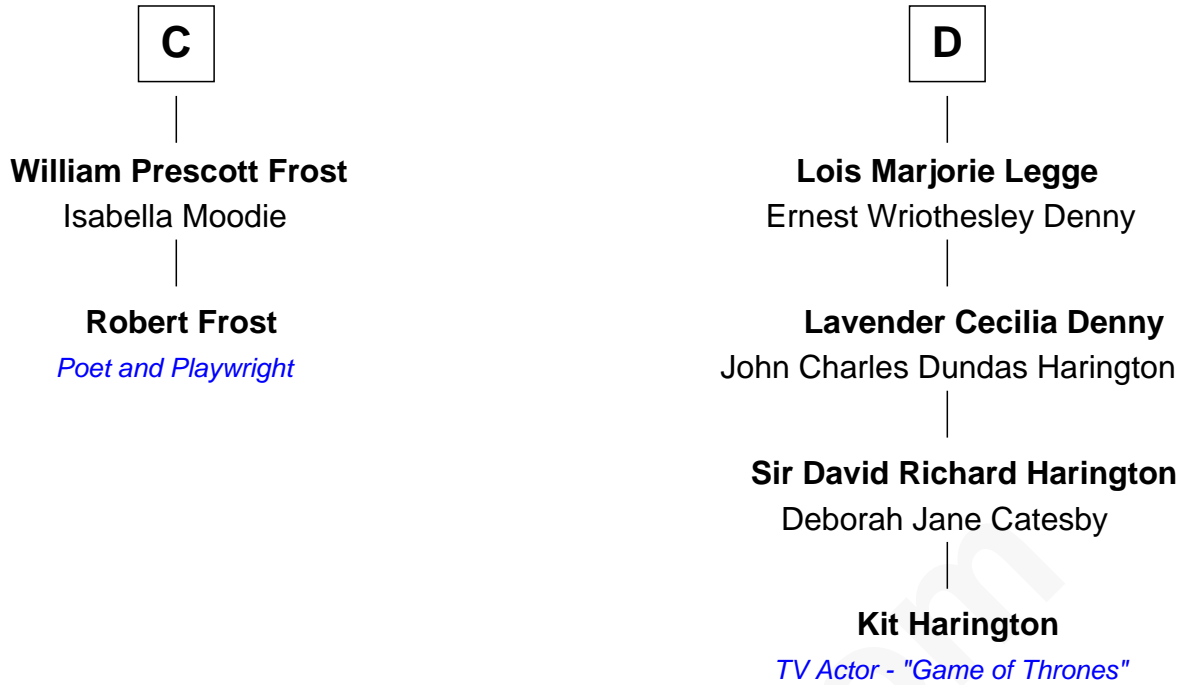 C
William Prescott Frost
Isabella Moodie
Robert Frost
Poet and Playwright
D
Lois Marjorie Legge
Ernest Wriothesley Denny
Lavender Cecilia Denny
John Charles Dundas Harington
Sir David Richard Harington
Deborah Jane Catesby
Kit Harington
TV Actor - "Game of Thrones"